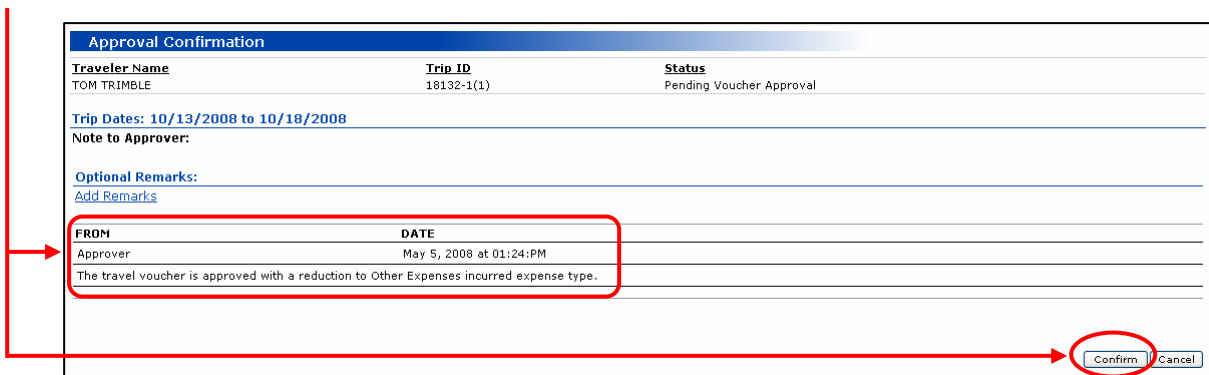 Approval Confirmation
Traveler Name Trip ID Status
TOM TRIMBLE 18132-1(1) Pending Voucher Approval
Trip Dates: 10/13/2008 to 10/18/2008
Note to Approver:
Optional Remarks:
Add Remarks
FROM DATE
Approver May 5, 2008 at 01:24:PM
The travel voucher is approved with a reduction to Other Expenses incurred expense type.
Confirm Cancel